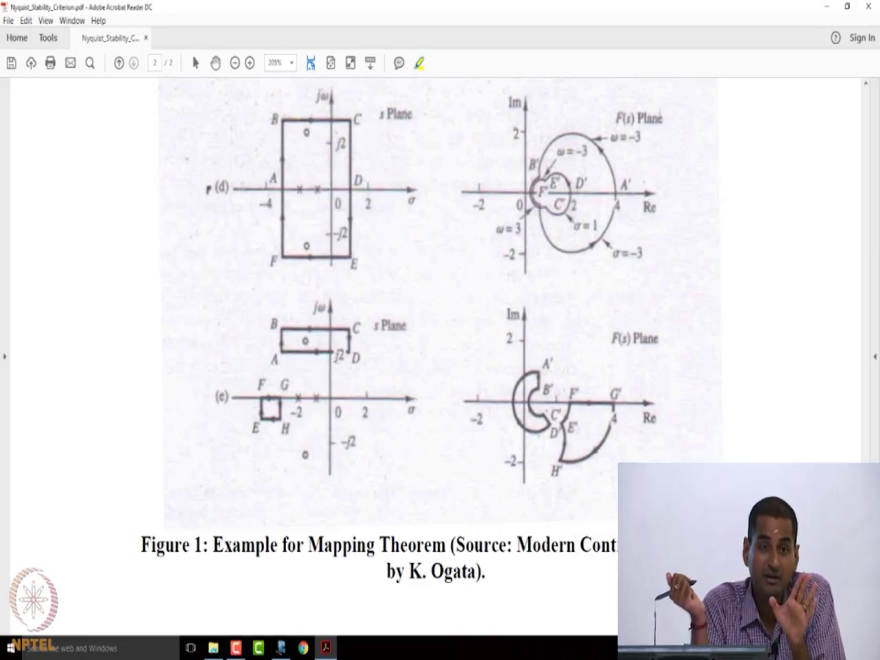 Nyquist_Stability_Criterion.pdf - Adobe Acrobat Reader DC
File Edit View Window Help
Home Tools Nyquist_Stability_C... × Sign In
2 / 2 205%
jω s Plane
B C
j2
(d) A D
-4 0 2 σ
-j2
F E
Im F(s) Plane
2 ω=-3
ω=-3
B'
F' E' D' A'
-2 0 C' 2 4 Re
ω=3 σ=1
-2 σ=-3
jω
B C s Plane
A j2 D
F G
(e)
-2 0 2 σ
E H
-j2
Im
2 F(s) Plane
A'
B' F' G'
-2 C' 4 Re
D' E'
-2 H'
Figure 1: Example for Mapping Theorem (Source: Modern Cont
by K. Ogata).
NPTEL the web and Windows